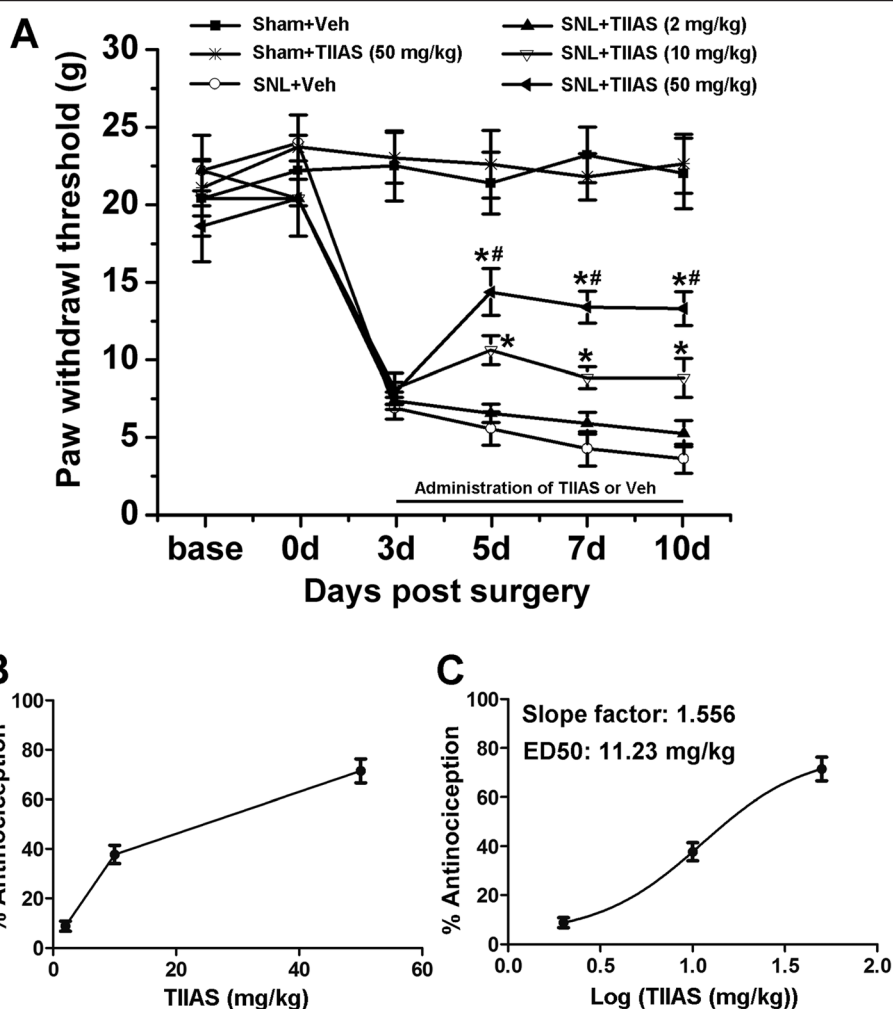 A
Sham+Veh
Sham+TIIAS (50 mg/kg)
SNL+Veh
SNL+TIIAS (2 mg/kg)
SNL+TIIAS (10 mg/kg)
SNL+TIIAS (50 mg/kg)
Paw withdrawl threshold (g)
30
25
20
15
10
5
0
*#
*#
*#
*
*
*
Administration of TIIAS or Veh
base 0d 3d 5d 7d 10d
Days post surgery
B
% Antinociception
100
80
60
40
20
0
0 20 40 60
TIIAS (mg/kg)
C
% Antinociception
100
80
60
40
20
0
Slope factor: 1.556
ED50: 11.23 mg/kg
0.0 0.5 1.0 1.5 2.0
Log (TIIAS (mg/kg))